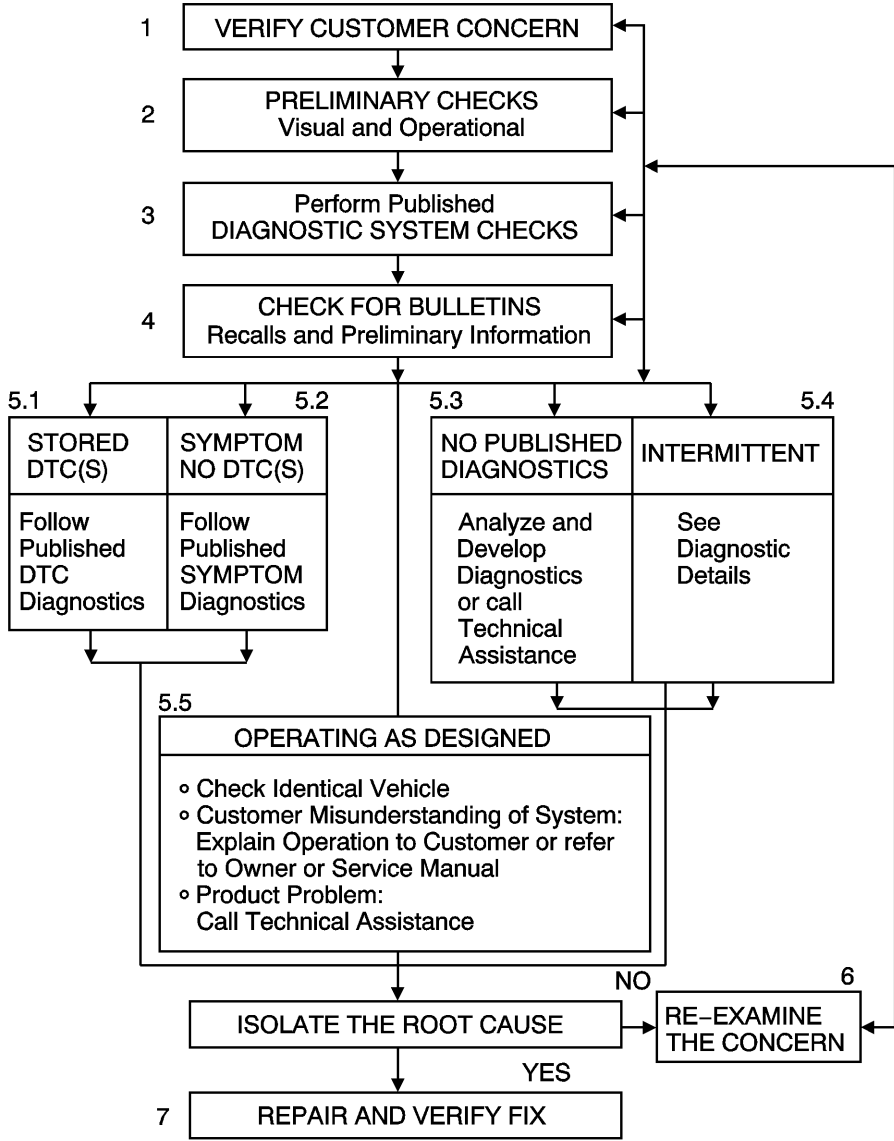 1
VERIFY CUSTOMER CONCERN
2
PRELIMINARY CHECKS
Visual and Operational
3
Perform Published
DIAGNOSTIC SYSTEM CHECKS
4
CHECK FOR BULLETINS
Recalls and Preliminary Information
5.1
STORED
DTC(S)
Follow
Published
DTC
Diagnostics
5.2
SYMPTOM
NO DTC(S)
Follow
Published
SYMPTOM
Diagnostics
5.3
NO PUBLISHED
DIAGNOSTICS
Analyze and
Develop
Diagnostics
or call
Technical
Assistance
5.4
INTERMITTENT
See
Diagnostic
Details
5.5
OPERATING AS DESIGNED
Check Identical Vehicle
Customer Misunderstanding of System:
Explain Operation to Customer or refer
to Owner or Service Manual
Product Problem:
Call Technical Assistance
ISOLATE THE ROOT CAUSE
NO
6
RE-EXAMINE
THE CONCERN
YES
7
REPAIR AND VERIFY FIX